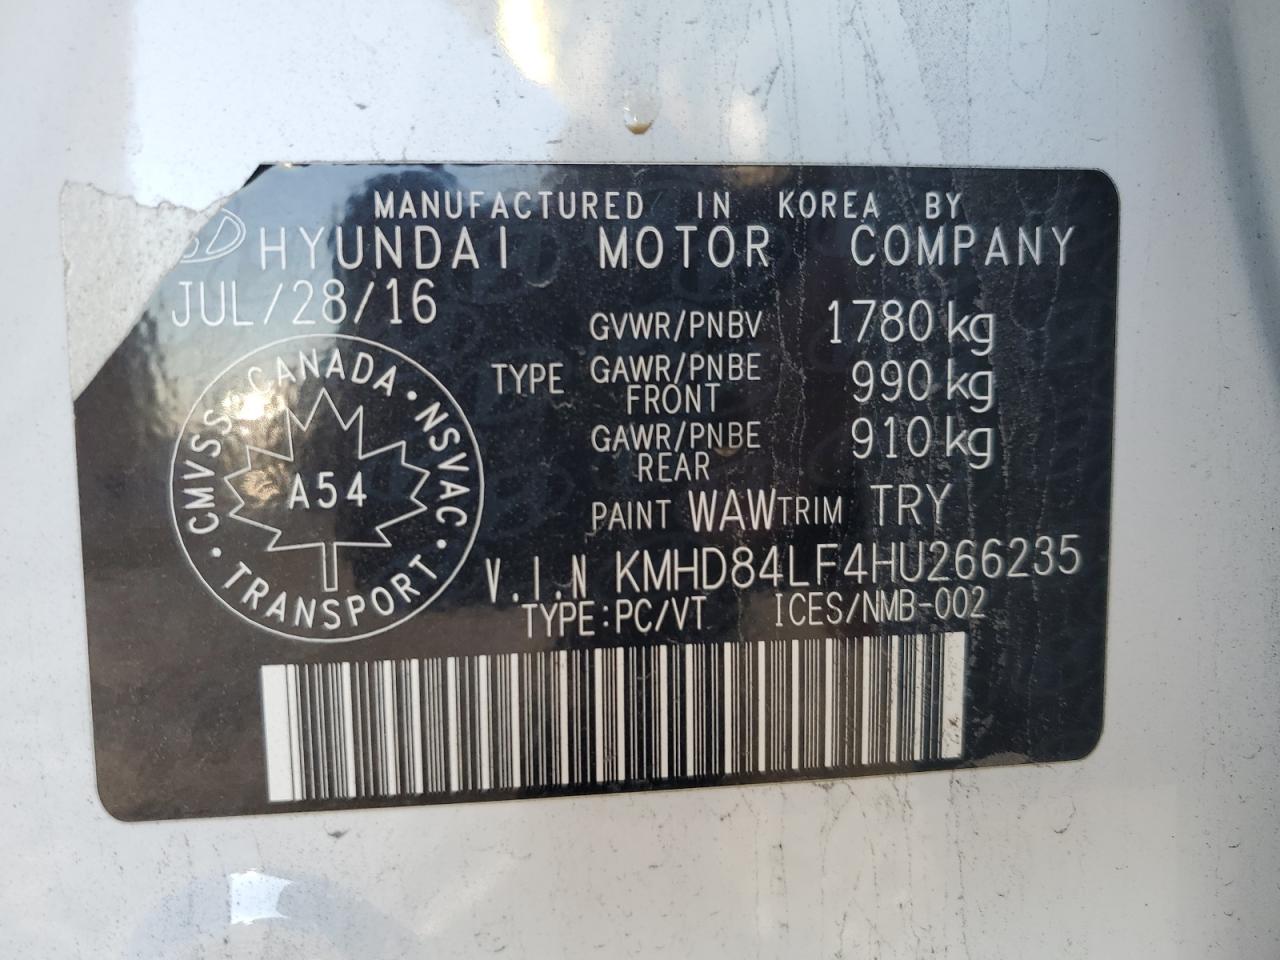 MANUFACTURED IN KOREA BY
HYUNDAI MOTOR COMPANY
JUL/28/16
GVWR/PNBV 1780 kg
TYPE GAWR/PNBE FRONT 990 kg
GAWR/PNBE REAR 910 kg
CMVSS · CANADA · NSVAC · TRANSPORT ·
A54
PAINT WAW TRIM TRY
V.I.N KMHD84LF4HU266235
TYPE:PC/VT ICES/NMB-002